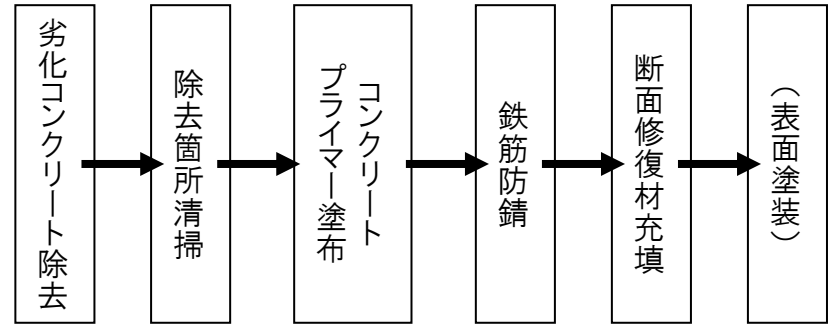 劣化コンクリート除去
除去箇所清掃
コンクリート
プライマー塗布
鉄筋防錆
断面修復材充填
（表面塗装）